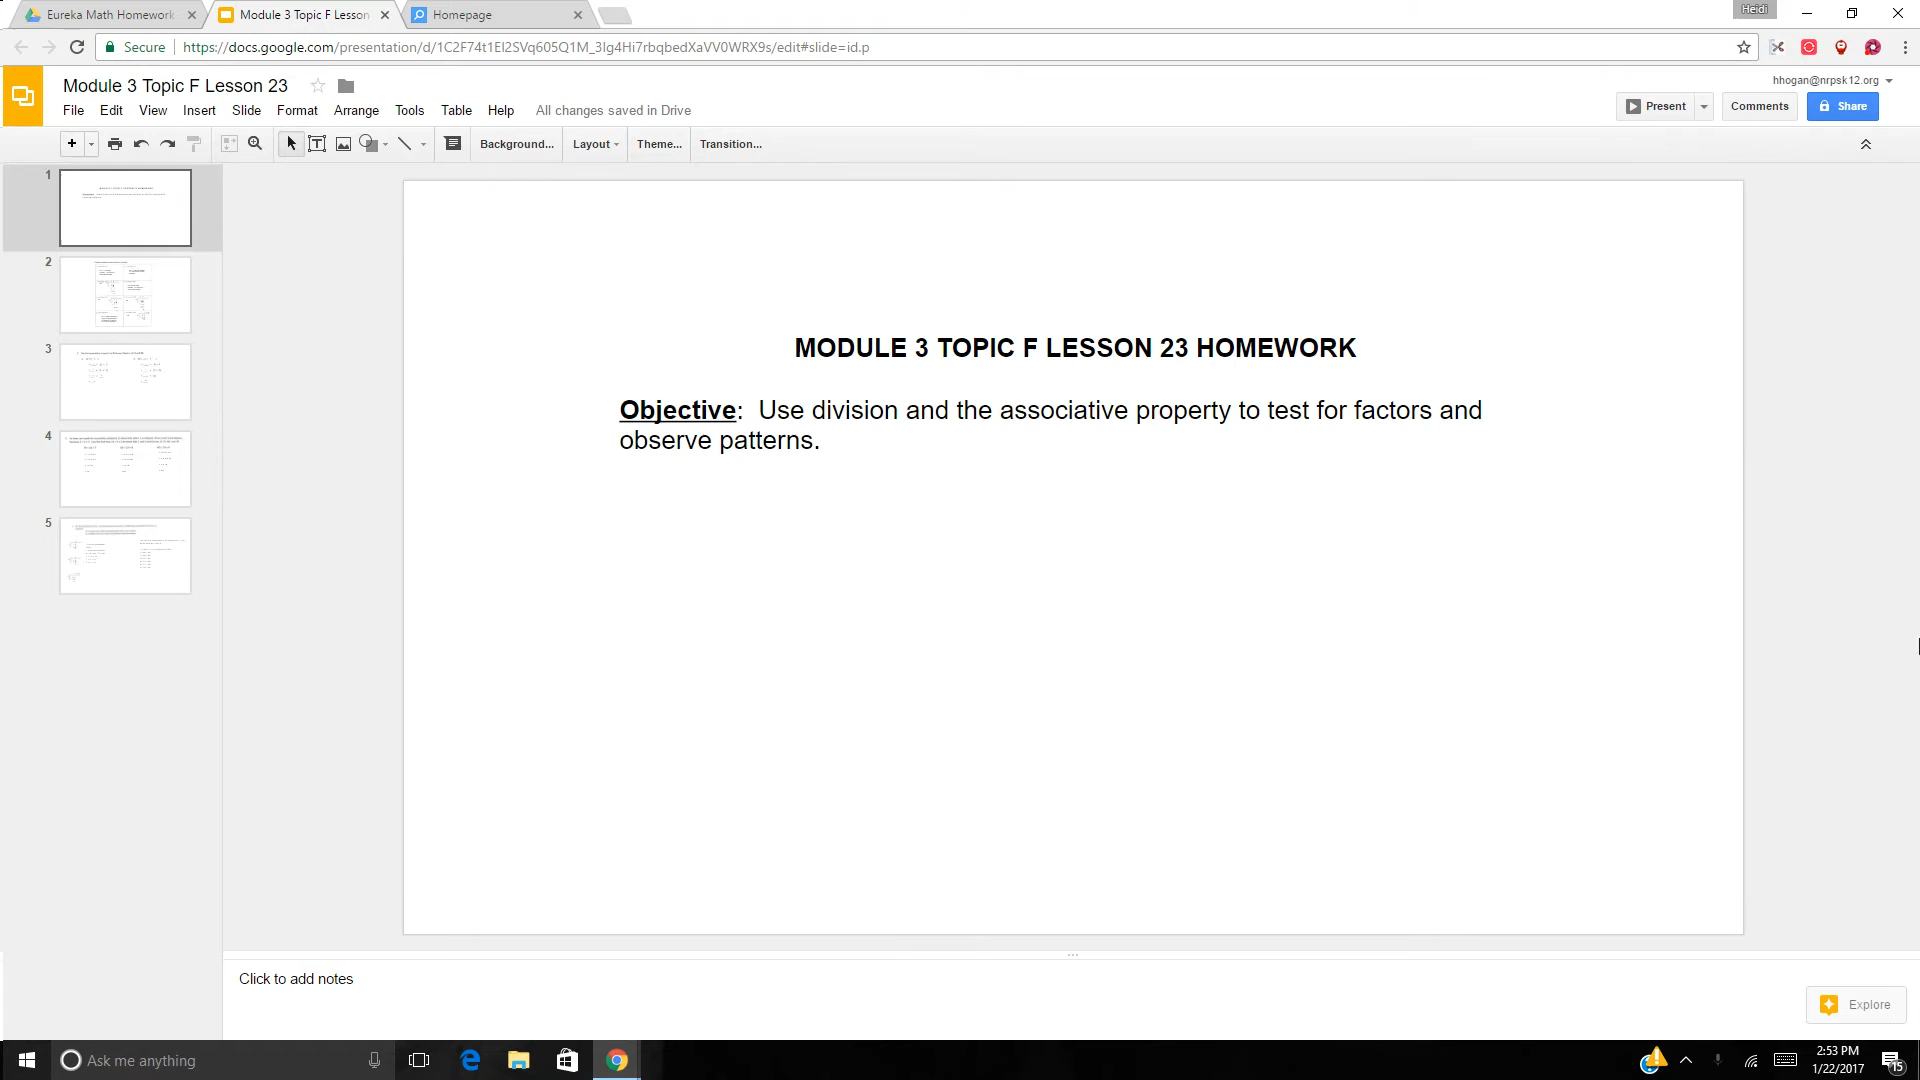 Eureka Math Homework
Module 3 Topic F Lesson
Homepage
Heidi
Secure
https://docs.google.com/presentation/d/1C2F74t1El2SVq605Q1M_3Ig4Hi7rbqbedXaVV0WRX9s/edit#slide=id.p
Module 3 Topic F Lesson 23
hhogan@nrpsk12.org
File Edit View Insert Slide Format Arrange Tools Table Help All changes saved in Drive
Present Comments Share
Background... Layout Theme... Transition...
1
2
3
4
5
MODULE 3 TOPIC F LESSON 23 HOMEWORK
Objective: Use division and the associative property to test for factors and
observe patterns.
Click to add notes
Explore
Ask me anything
2:53 PM
1/22/2017
15